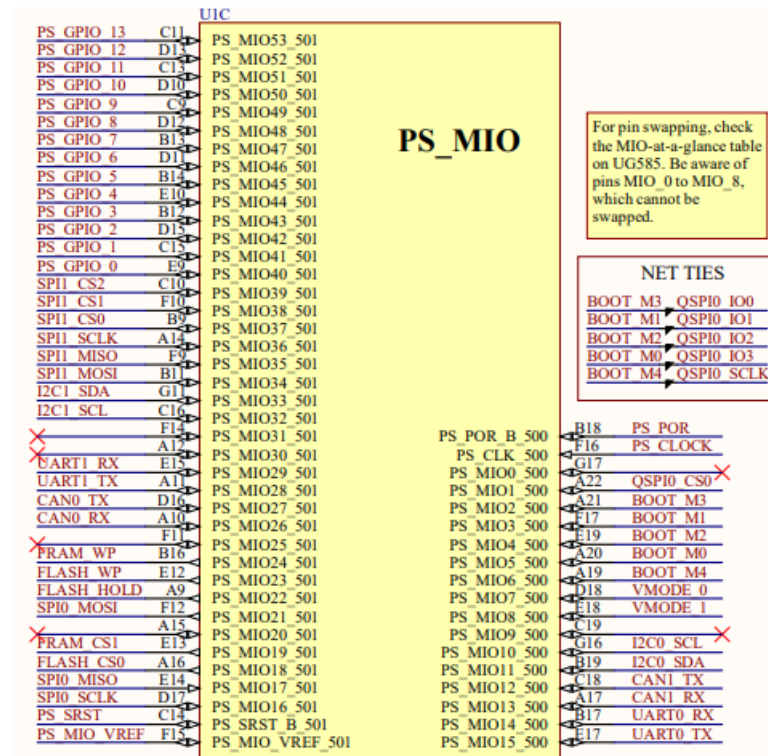 U1C
PS_MIO
PS_GPIO_13 C11 PS_MIO53_501
PS_GPIO_12 D13 PS_MIO52_501
PS_GPIO_11 C13 PS_MIO51_501
PS_GPIO_10 D10 PS_MIO50_501
PS_GPIO_9 C9 PS_MIO49_501
PS_GPIO_8 D12 PS_MIO48_501
PS_GPIO_7 B13 PS_MIO47_501
PS_GPIO_6 D11 PS_MIO46_501
PS_GPIO_5 B14 PS_MIO45_501
PS_GPIO_4 E10 PS_MIO44_501
PS_GPIO_3 B12 PS_MIO43_501
PS_GPIO_2 D15 PS_MIO42_501
PS_GPIO_1 C15 PS_MIO41_501
PS_GPIO_0 E9 PS_MIO40_501
SPI1_CS2 C10 PS_MIO39_501
SPI1_CS1 F10 PS_MIO38_501
SPI1_CS0 B9 PS_MIO37_501
SPI1_SCLK A14 PS_MIO36_501
SPI1_MISO F9 PS_MIO35_501
SPI1_MOSI B11 PS_MIO34_501
I2C1_SDA G11 PS_MIO33_501
I2C1_SCL C16 PS_MIO32_501
F14 PS_MIO31_501
A12 PS_MIO30_501
UART1_RX E15 PS_MIO29_501
UART1_TX A11 PS_MIO28_501
CAN0_TX D16 PS_MIO27_501
CAN0_RX A10 PS_MIO26_501
F11 PS_MIO25_501
FRAM_WP B16 PS_MIO24_501
FLASH_WP E12 PS_MIO23_501
FLASH_HOLD A9 PS_MIO22_501
SPI0_MOSI F12 PS_MIO21_501
A15 PS_MIO20_501
FRAM_CS1 E13 PS_MIO19_501
FLASH_CS0 A16 PS_MIO18_501
SPI0_MISO E14 PS_MIO17_501
SPI0_SCLK D17 PS_MIO16_501
PS_SRST C14 PS_SRST_B_501
PS_MIO_VREF F15 PS_MIO_VREF_501
For pin swapping, check
the MIO-at-a-glance table
on UG585. Be aware of
pins MIO_0 to MIO_8,
which cannot be
swapped.
NET TIES
BOOT_M3 QSPI0_IO0
BOOT_M1 QSPI0_IO1
BOOT_M2 QSPI0_IO2
BOOT_M0 QSPI0_IO3
BOOT_M4 QSPI0_SCLK
PS_POR_B_500 B18 PS_POR
PS_CLK_500 F16 PS_CLOCK
PS_MIO0_500 G17
PS_MIO1_500 A22 QSPI0_CS0
PS_MIO2_500 A21 BOOT_M3
PS_MIO3_500 F17 BOOT_M1
PS_MIO4_500 E19 BOOT_M2
PS_MIO5_500 A20 BOOT_M0
PS_MIO6_500 A19 BOOT_M4
PS_MIO7_500 D18 VMODE_0
PS_MIO8_500 E18 VMODE_1
PS_MIO9_500 C19
PS_MIO10_500 G16 I2C0_SCL
PS_MIO11_500 B19 I2C0_SDA
PS_MIO12_500 C18 CAN1_TX
PS_MIO13_500 A17 CAN1_RX
PS_MIO14_500 B17 UART0_RX
PS_MIO15_500 E17 UART0_TX